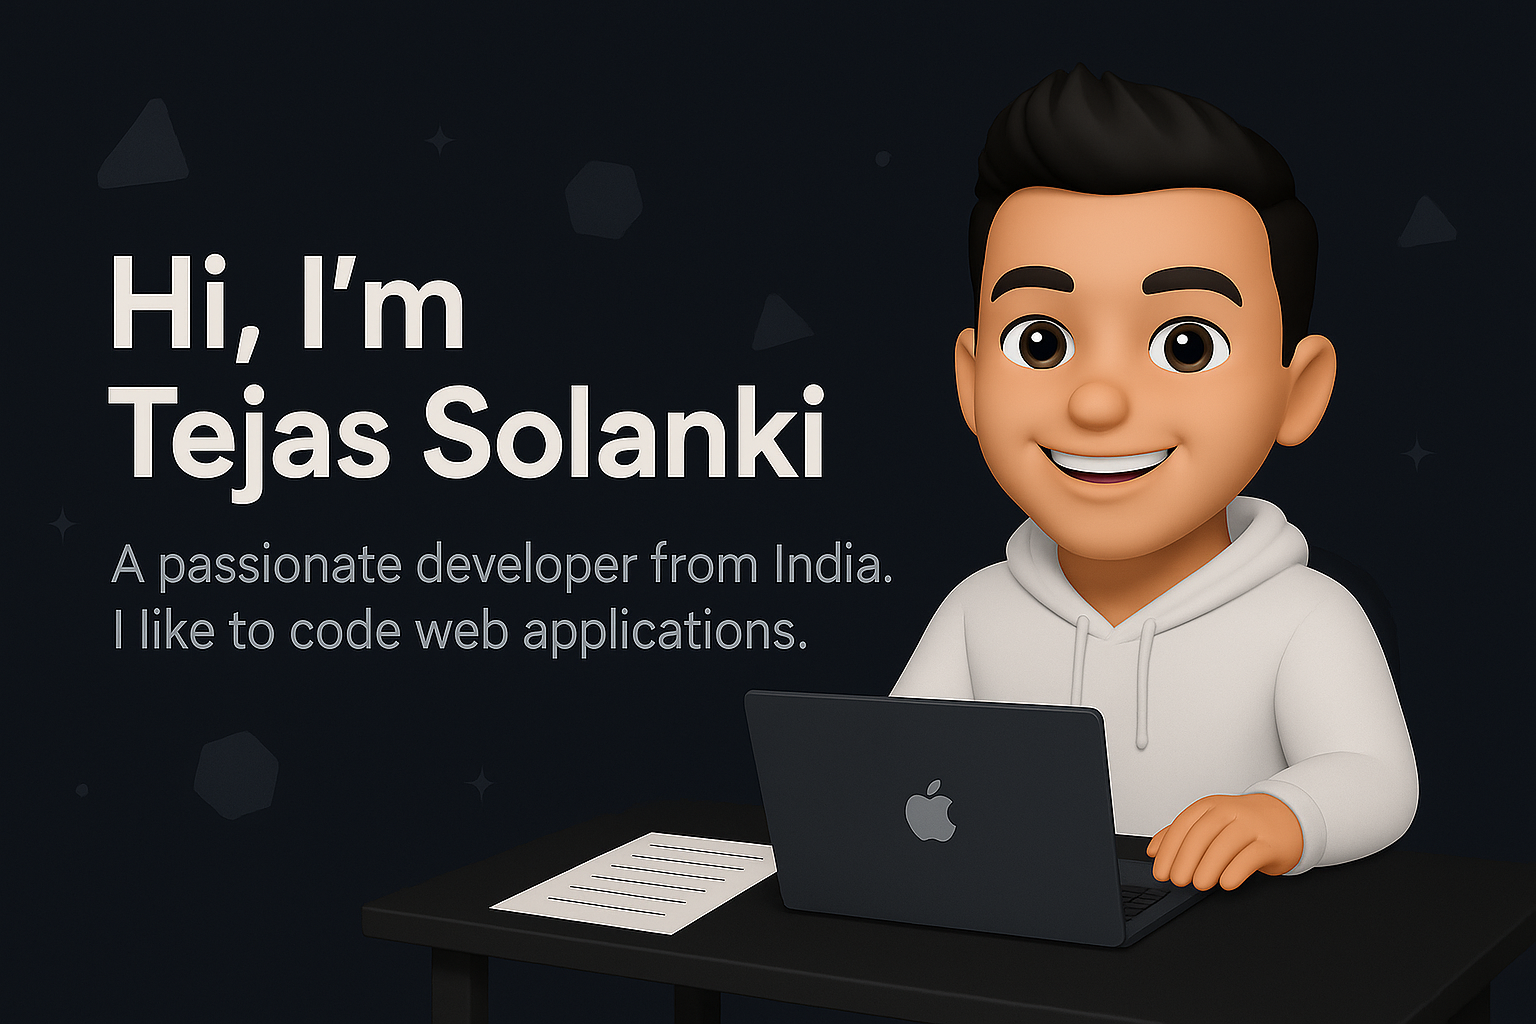 Hi, I’m
Tejas Solanki
A passionate developer from India.
I like to code web applications.